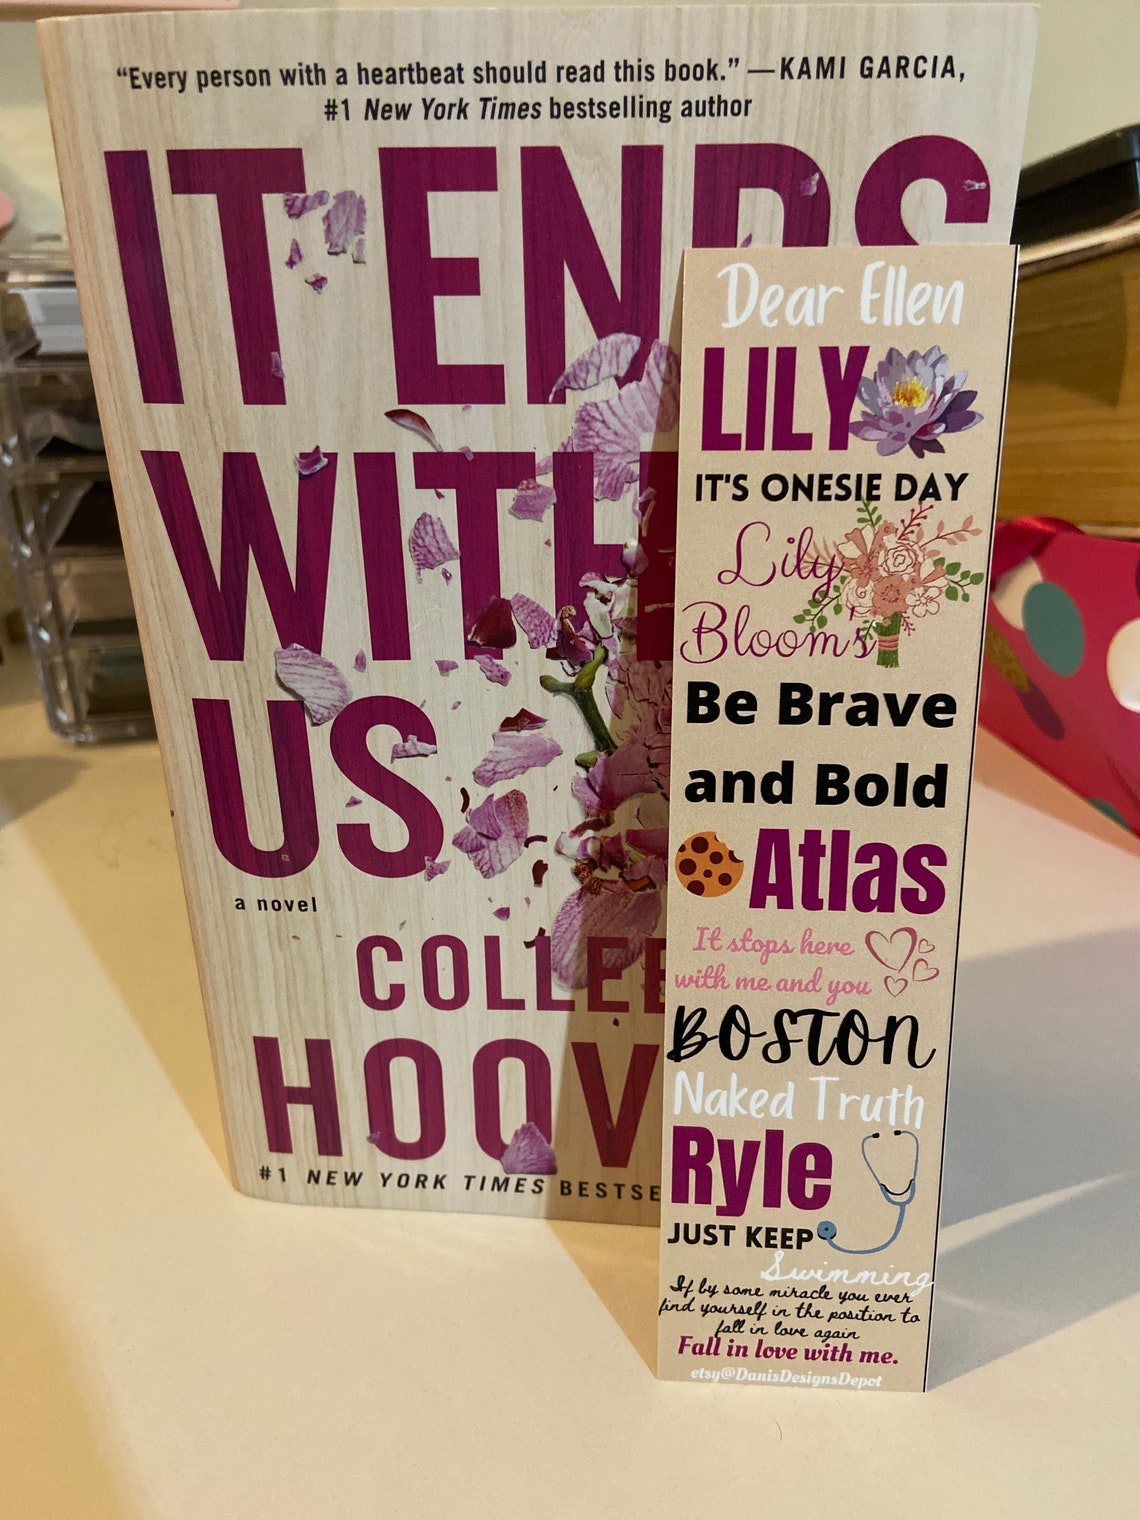 “Every person with a heartbeat should read this book.” —KAMI GARCIA,
#1 New York Times bestselling author
IT ENDS
WITH
US
a novel
COLLEE
HOOV
#1 NEW YORK TIMES BESTSE
Dear Ellen
LILY
IT'S ONESIE DAY
Lily
Bloom's
Be Brave
and Bold
Atlas
It stops here
with me and you
BOSTON
Naked Truth
Ryle
JUST KEEP
Swimming
If by some miracle you ever
find yourself in the position to
fall in love again
Fall in love with me.
etsy@DanisDesignsDepot